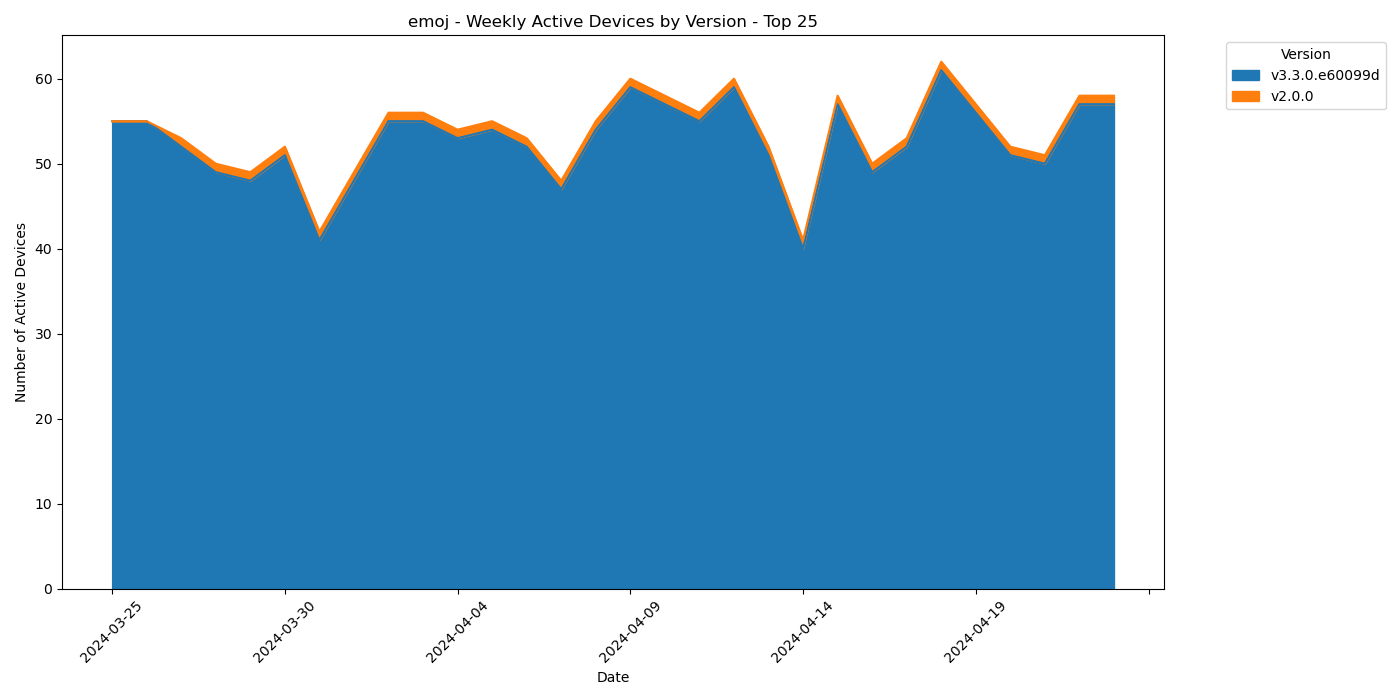 emoj - Weekly Active Devices by Version - Top 25
Version
v3.3.0.e60099d
v2.0.0
Number of Active Devices
60
50
40
30
20
10
0
2024-03-25
2024-03-30
2024-04-04
2024-04-09
2024-04-14
2024-04-19
Date